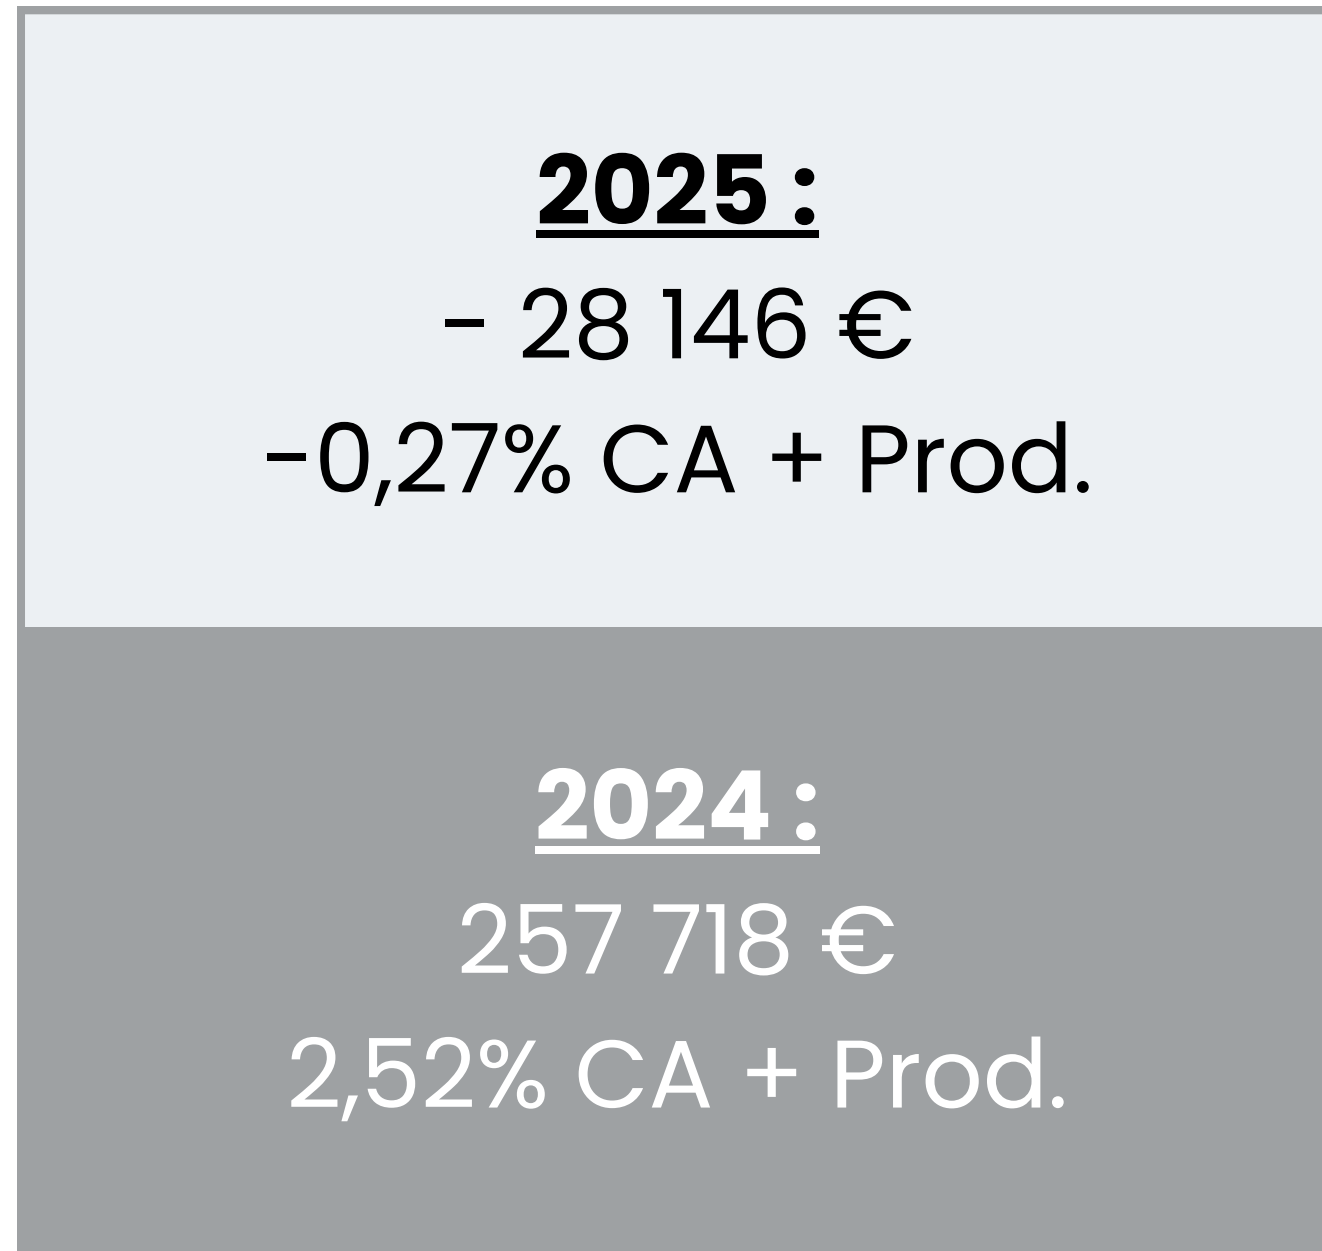 2025 :
- 28 146 €
-0,27% CA + Prod.
2024 :
257 718 €
2,52% CA + Prod.